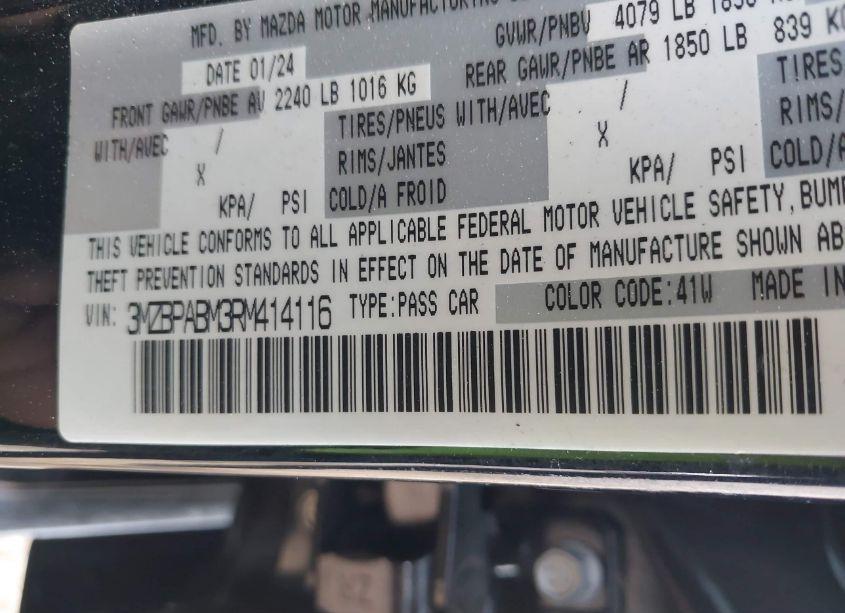 MFD. BY MAZDA MOTOR MANUFACTURING
DATE 01/24 GVWR/PNBV 4079 LB
FRONT GAWR/PNBE AV 2240 LB 1016 KG REAR GAWR/PNBE AR 1850 LB 839 KG
WITH/AVEC / TIRES/PNEUS WITH/AVEC / TIRES
X RIMS/JANTES X RIMS/
KPA/ PSI COLD/A FROID KPA/ PSI COLD/A
THIS VEHICLE CONFORMS TO ALL APPLICABLE FEDERAL MOTOR VEHICLE SAFETY, BUMP
THEFT PREVENTION STANDARDS IN EFFECT ON THE DATE OF MANUFACTURE SHOWN AB
VIN: 3MZBPABM3RM414116 TYPE:PASS CAR COLOR CODE:41W MADE IN